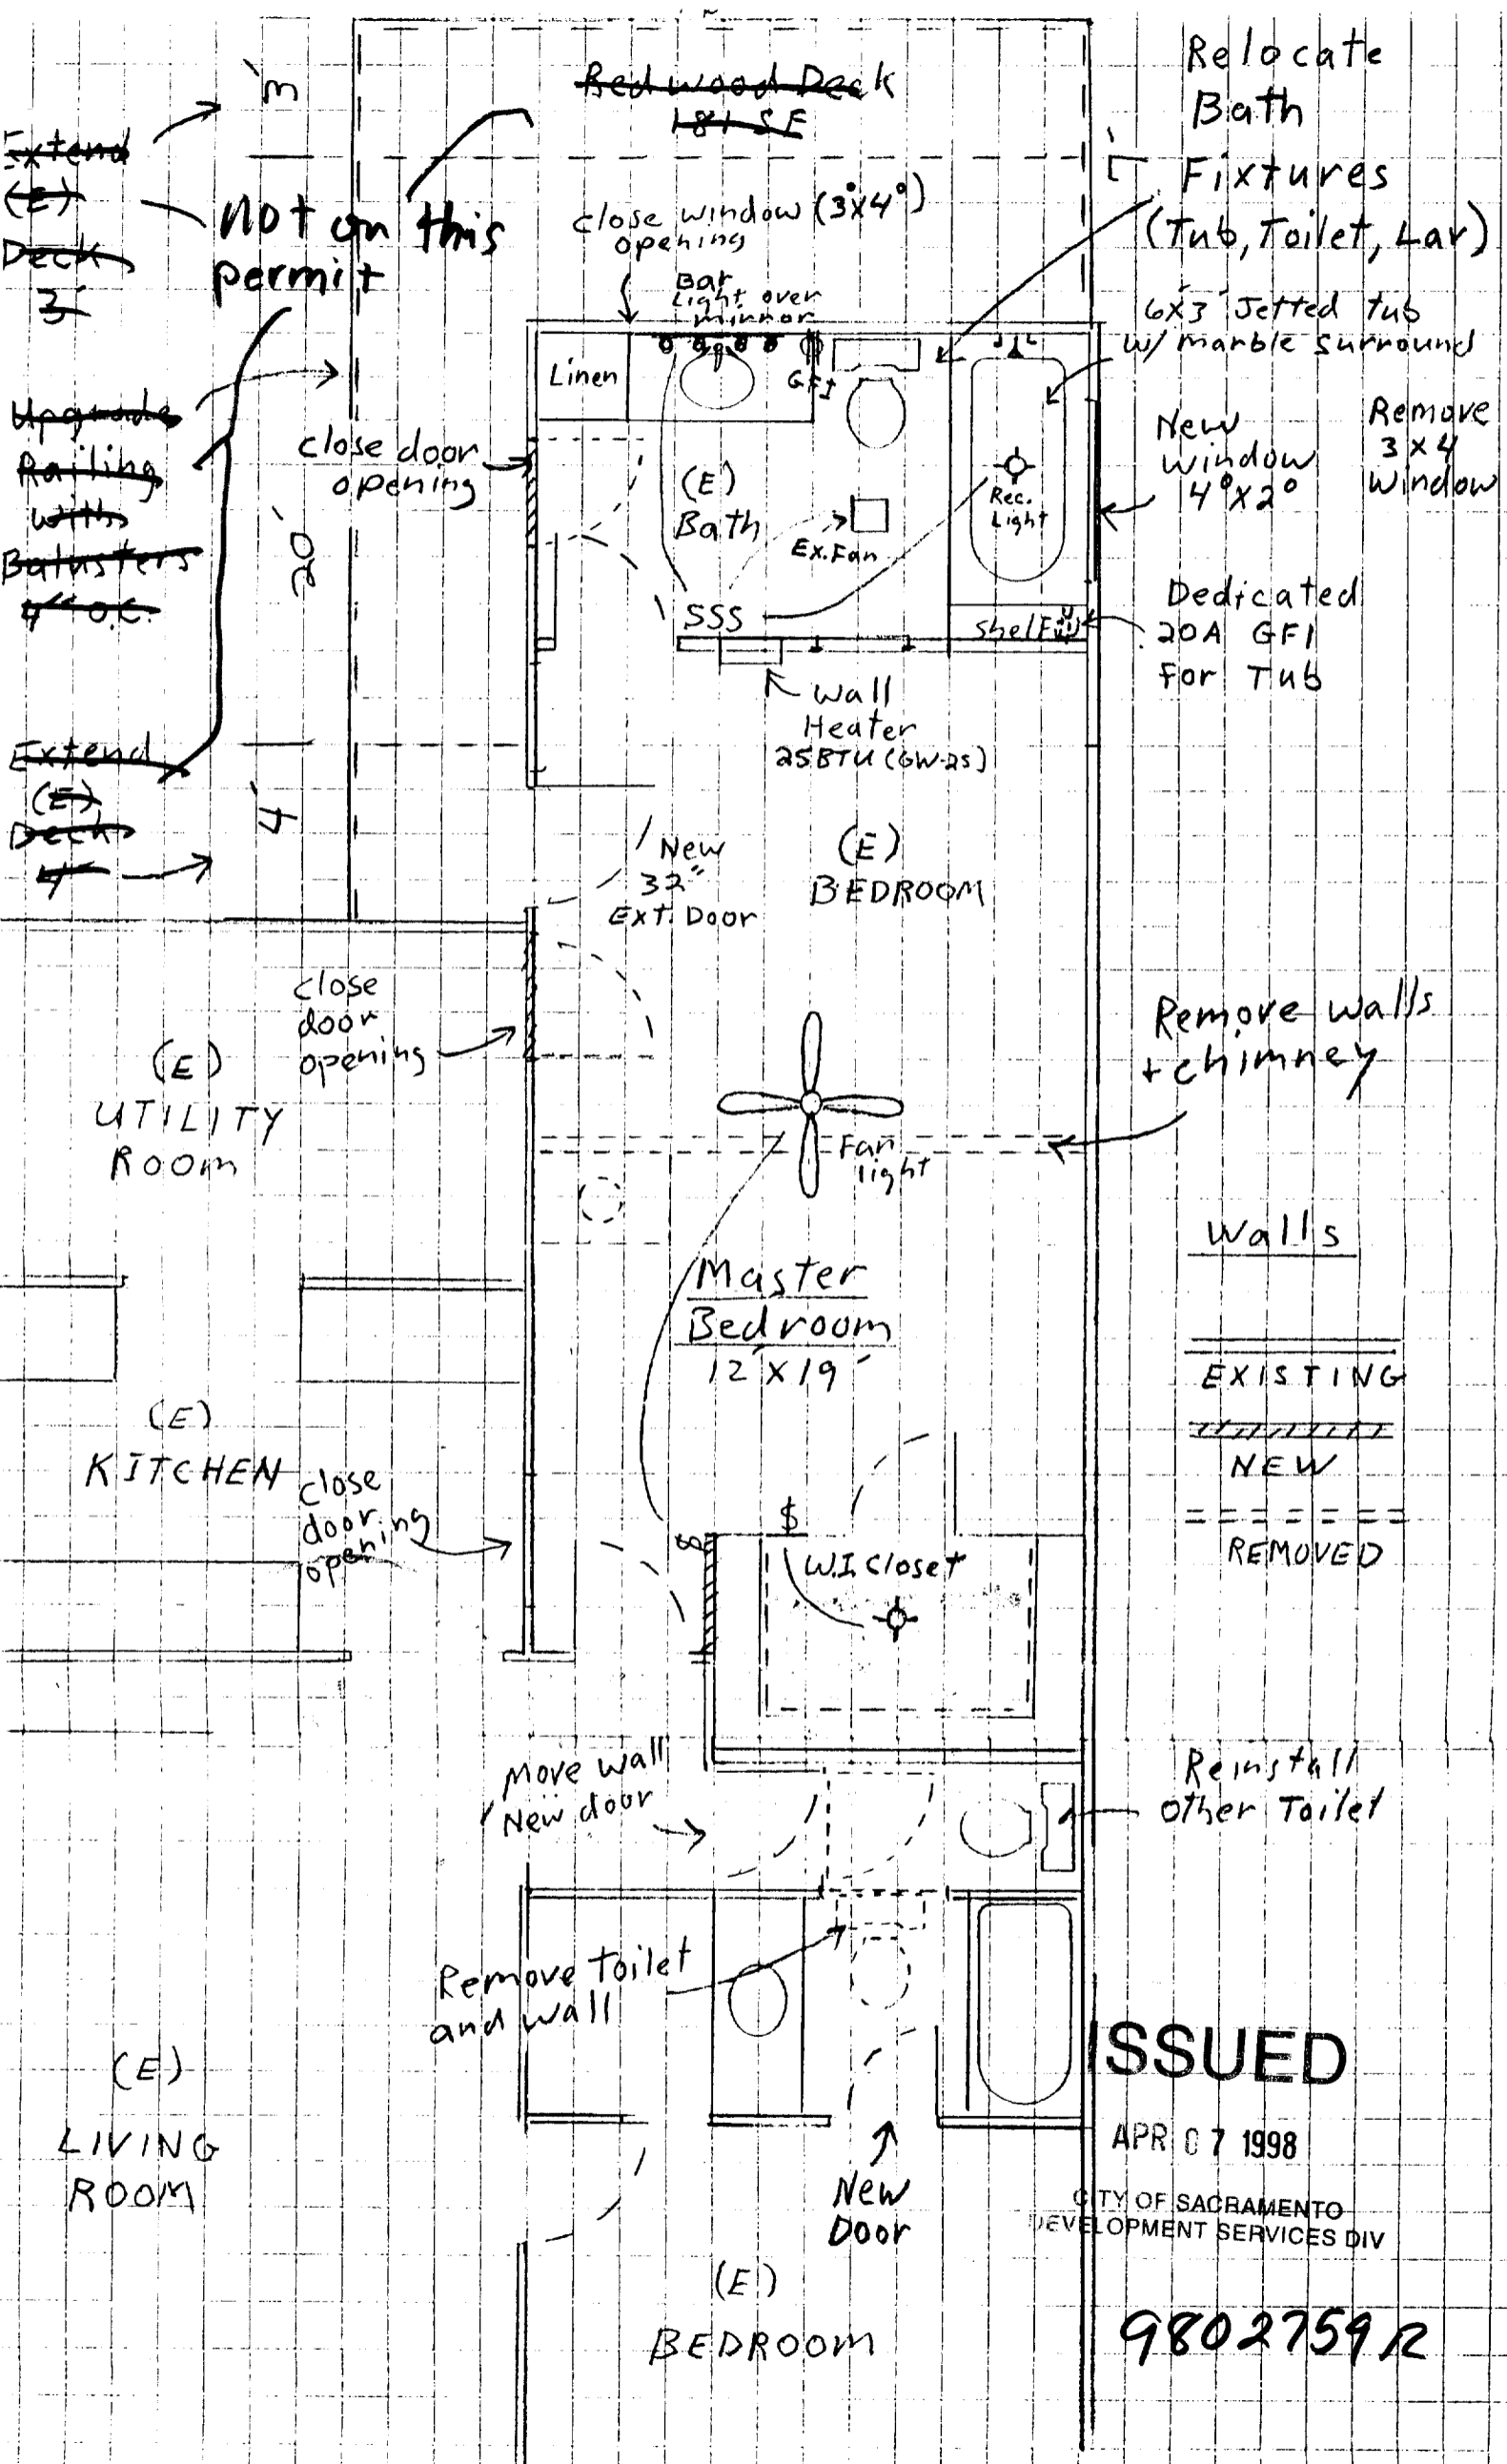 Redwood Deck
181 SF
3'
Extend
(E)
Deck
3'
not on this
permit
Relocate
Bath
Fixtures
(Tub, Toilet, Lav)
close window (3°x4°)
opening
Bar
Light over
mirror
6'x3' Jetted tub
w/ marble surround
Linen
GFI
Upgrade
Railing
with
Balusters
4" O.C.
close door
opening
(E)
Bath
Ex. Fan
Rec.
Light
New
window
4°x2°
Remove
3x4
window
20'
SSS
shelf
Dedicated
20A GFI
for Tub
Wall
Heater
25BTU (GW-25)
Extend
(E)
Deck
4'
4'
New
32"
Ext. Door
(E)
BEDROOM
close
door
opening
(E)
UTILITY
ROOM
Remove walls
+ chimney
Fan
light
Walls
Master
Bedroom
12'x19'
EXISTING
NEW
REMOVED
(E)
KITCHEN
close
door
opening
$
W.I. Closet
Move wall
New door
Reinstall
other Toilet
Remove Toilet
and wall
(E)
LIVING
ROOM
New
Door
(E)
BEDROOM
ISSUED
APR 07 1998
CITY OF SACRAMENTO
DEVELOPMENT SERVICES DIV
9802759R